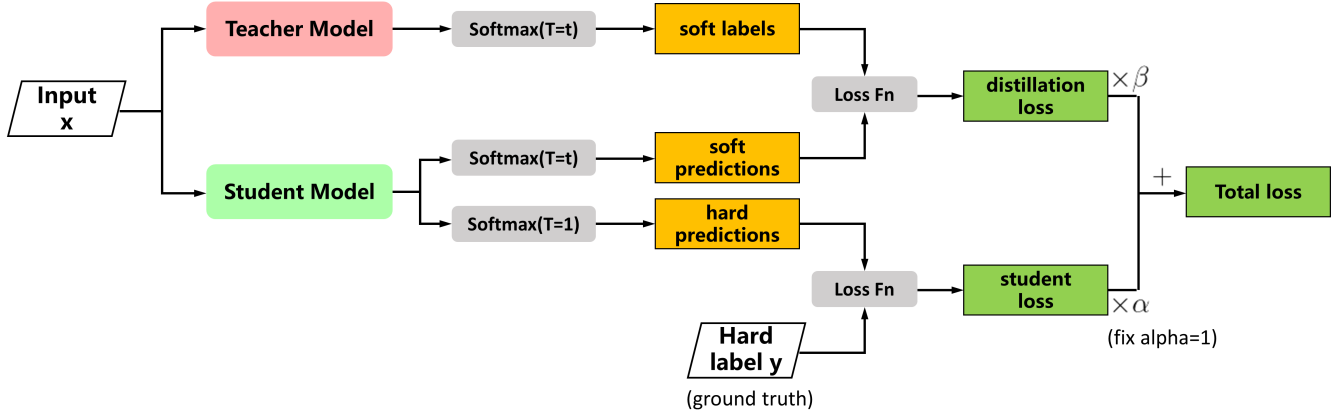 Teacher Model
Softmax(T=t)
soft labels
Input
x
Loss Fn
distillation
loss
×β
Softmax(T=t)
soft
predictions
Student Model
+
Total loss
Softmax(T=1)
hard
predictions
Loss Fn
student
loss
×α
(fix alpha=1)
Hard
label y
(ground truth)